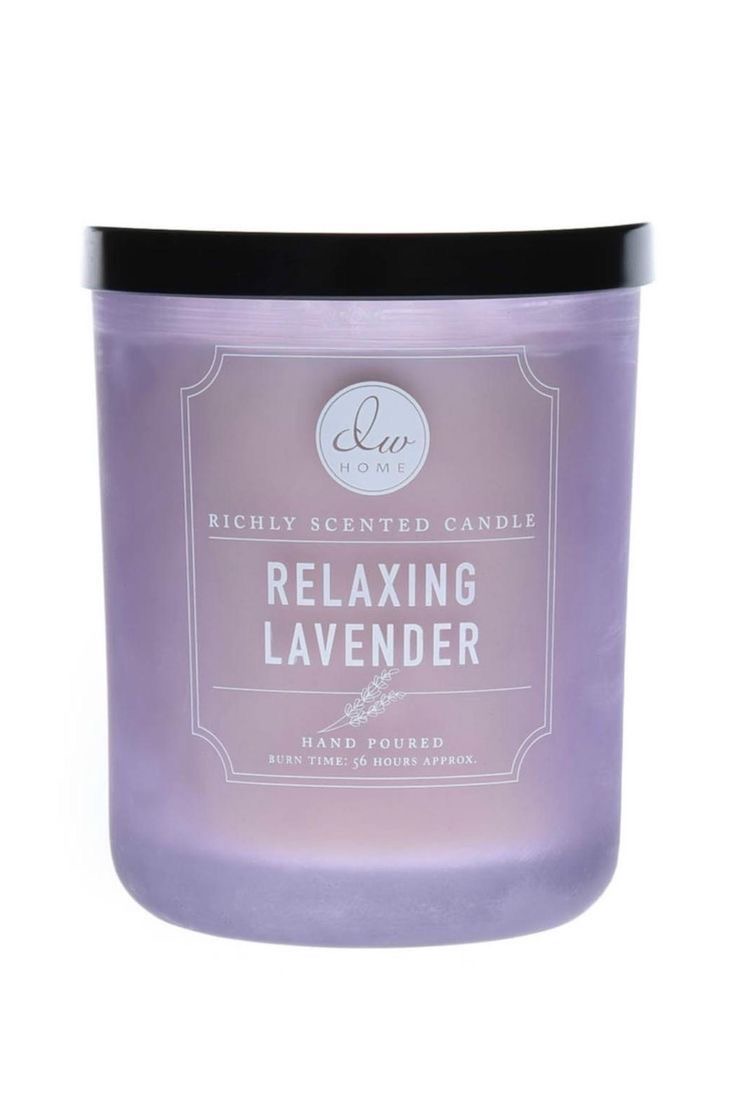 dw
HOME
RICHLY SCENTED CANDLE
RELAXING
LAVENDER
HAND POURED
BURN TIME: 56 HOURS APPROX.